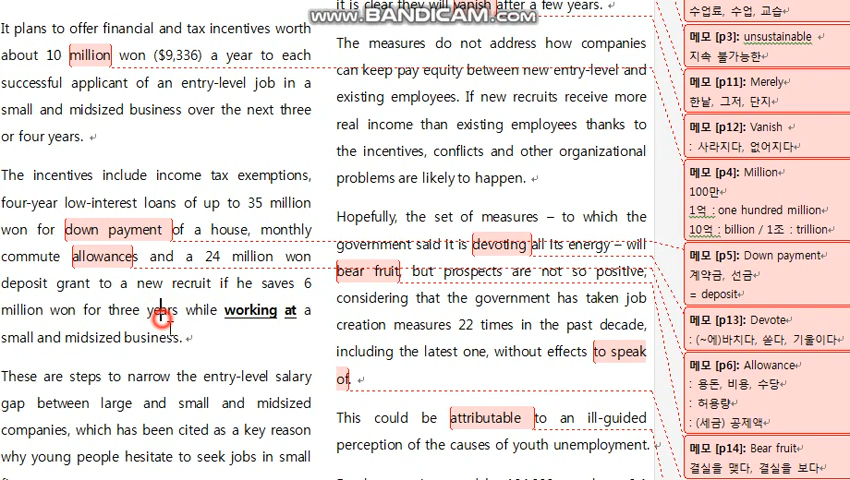 www.BANDICAM.com
It plans to offer financial and tax incentives worth
about 10 million won ($9,336) a year to each
successful applicant of an entry-level job in a
small and midsized business over the next three
or four years. ↵
The incentives include income tax exemptions,
four-year low-interest loans of up to 35 million
won for down payment of a house, monthly
commute allowances and a 24 million won
deposit grant to a new recruit if he saves 6
million won for three years while working at a
small and midsized business. ↵
These are steps to narrow the entry-level salary
gap between large and small and midsized
companies, which has been cited as a key reason
why young people hesitate to seek jobs in small
it is clear they will vanish after a few years.
The measures do not address how companies
can keep pay equity between new entry-level and
existing employees. If new recruits receive more
real income than existing employees thanks to
the incentives, conflicts and other organizational
problems are likely to happen. ↵
Hopefully, the set of measures – to which the
government said it is devoting all its energy – will
bear fruit, but prospects are not so positive,
considering that the government has taken job
creation measures 22 times in the past decade,
including the latest one, without effects to speak
of. ↵
This could be attributable to an ill-guided
perception of the causes of youth unemployment. ↵
수업료, 수업, 교습↵
메모 [p3]: unsustainable ↵
지속 불가능한↵
메모 [p11]: Merely↵
한낱, 그저, 단지↵
메모 [p12]: Vanish ↵
: 사라지다, 없어지다↵
메모 [p4]: Million↵
100만↵
1억 : one hundred million↵
10억 : billion / 1조 : trillion↵
메모 [p5]: Down payment↵
계약금, 선금↵
= deposit↵
메모 [p13]: Devote↵
: (~에)바치다, 쏟다, 기울이다↵
메모 [p6]: Allowance↵
: 용돈, 비용, 수당↵
: 허용량↵
: (세금) 공제액↵
메모 [p14]: Bear fruit↵
결실을 맺다, 결실을 보다↵